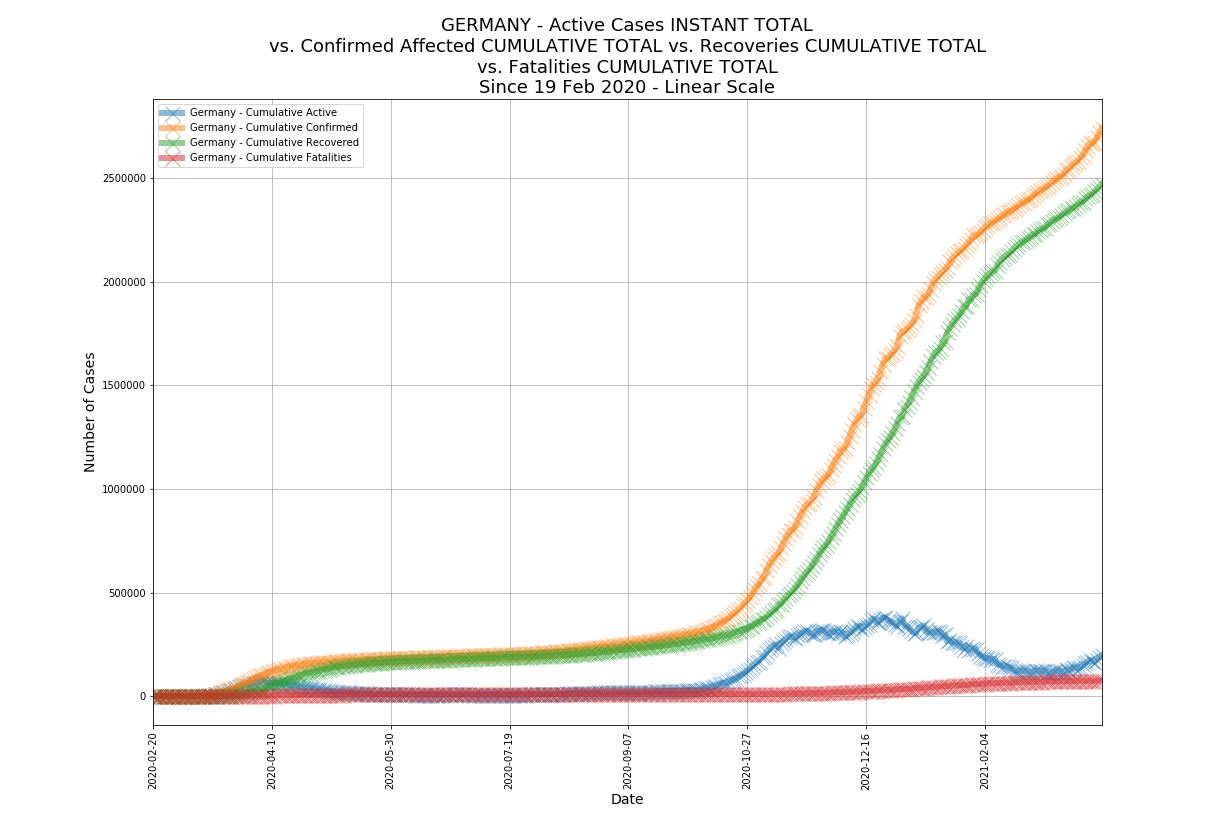 GERMANY - Active Cases INSTANT TOTAL
vs. Confirmed Affected CUMULATIVE TOTAL vs. Recoveries CUMULATIVE TOTAL
vs. Fatalities CUMULATIVE TOTAL
Since 19 Feb 2020 - Linear Scale
Germany - Cumulative Active
Germany - Cumulative Confirmed
Germany - Cumulative Recovered
Germany - Cumulative Fatalities
Number of Cases
2500000
2000000
1500000
1000000
500000
0
2020-02-20
2020-04-10
2020-05-30
2020-07-19
2020-09-07
2020-10-27
2020-12-16
2021-02-04
Date